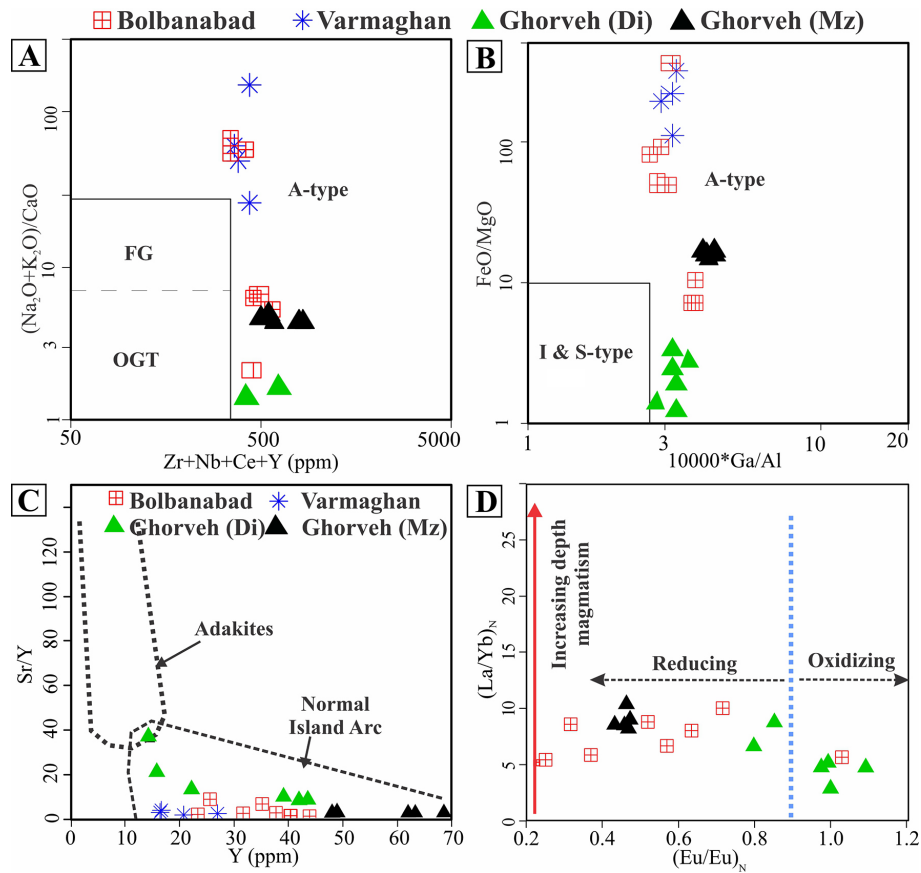 Bolbanabad Varmaghan Ghorveh (Di) Ghorveh (Mz)
A
(Na2O+K2O)/CaO
100
10
3
1
A-type
FG
OGT
50 500 5000
Zr+Nb+Ce+Y (ppm)
B
FeO/MgO
100
10
1
A-type
I & S-type
1 3 10 20
10000*Ga/Al
C
Bolbanabad Varmaghan
Ghorveh (Di) Ghorveh (Mz)
Sr/Y
120
100
80
60
40
20
0
Adakites
Normal
Island Arc
0 10 20 30 40 50 60 70
Y (ppm)
D
(La/Yb)N
25
20
15
10
5
0
Increasing depth
magmatism
Reducing
Oxidizing
0.2 0.4 0.6 0.8 1.0 1.2
(Eu/Eu)N